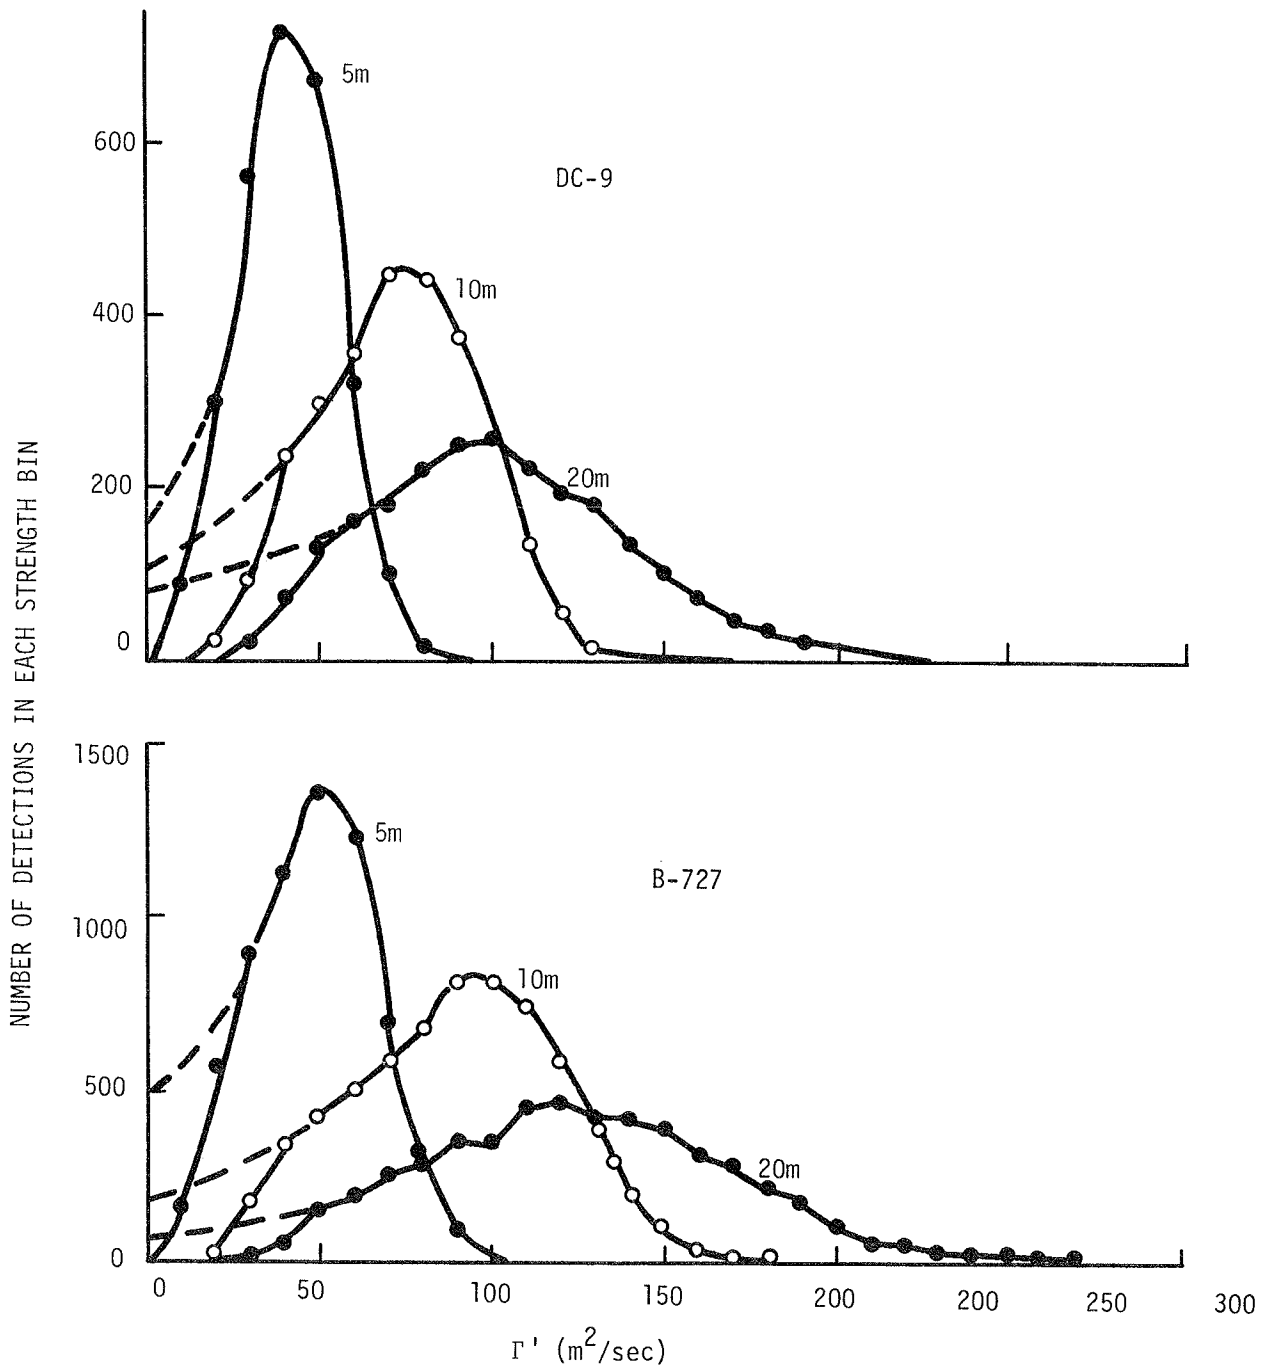 NUMBER OF DETECTIONS IN EACH STRENGTH BIN
5m
600
DC-9
10m
400
20m
200
0
1500
5m
B-727
1000
10m
500
20m
0
0 50 100 150 200 200 250 300
Γ' (m²/sec)